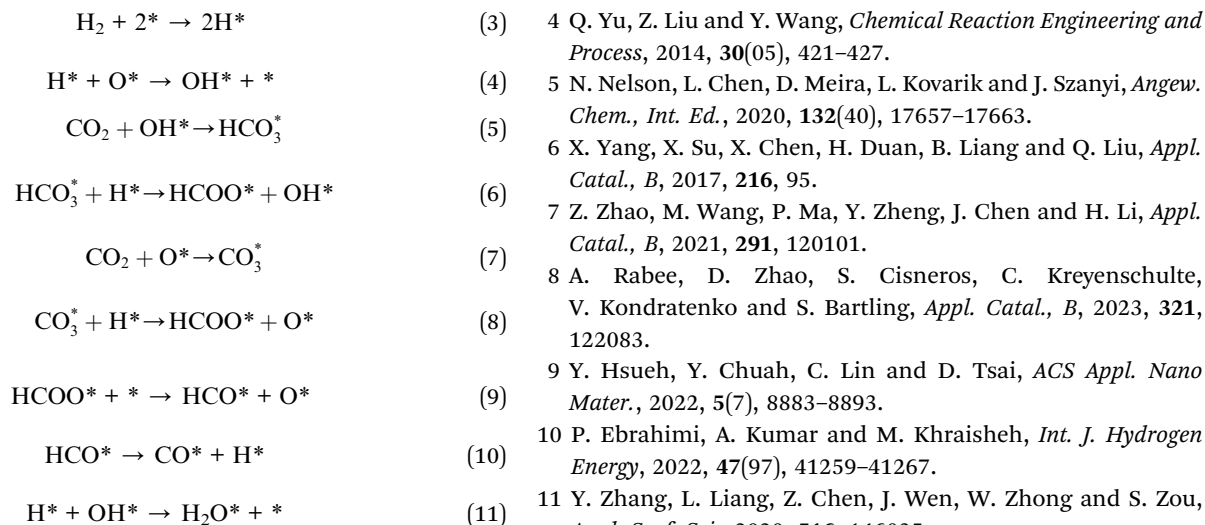 H₂ + 2* → 2H* (3)
H* + O* → OH* + * (4)
CO₂ + OH*→HCO₃* (5)
HCO₃* + H*→HCOO* + OH* (6)
CO₂ + O*→CO₃* (7)
CO₃* + H*→HCOO* + O* (8)
HCOO* + * → HCO* + O* (9)
HCO* → CO* + H* (10)
H* + OH* → H₂O* + * (11)
4 Q. Yu, Z. Liu and Y. Wang, Chemical Reaction Engineering and
Process, 2014, 30(05), 421–427.
5 N. Nelson, L. Chen, D. Meira, L. Kovarik and J. Szanyi, Angew.
Chem., Int. Ed., 2020, 132(40), 17657–17663.
6 X. Yang, X. Su, X. Chen, H. Duan, B. Liang and Q. Liu, Appl.
Catal., B, 2017, 216, 95.
7 Z. Zhao, M. Wang, P. Ma, Y. Zheng, J. Chen and H. Li, Appl.
Catal., B, 2021, 291, 120101.
8 A. Rabee, D. Zhao, S. Cisneros, C. Kreyenschulte,
V. Kondratenko and S. Bartling, Appl. Catal., B, 2023, 321,
122083.
9 Y. Hsueh, Y. Chuah, C. Lin and D. Tsai, ACS Appl. Nano
Mater., 2022, 5(7), 8883–8893.
10 P. Ebrahimi, A. Kumar and M. Khraisheh, Int. J. Hydrogen
Energy, 2022, 47(97), 41259–41267.
11 Y. Zhang, L. Liang, Z. Chen, J. Wen, W. Zhong and S. Zou,